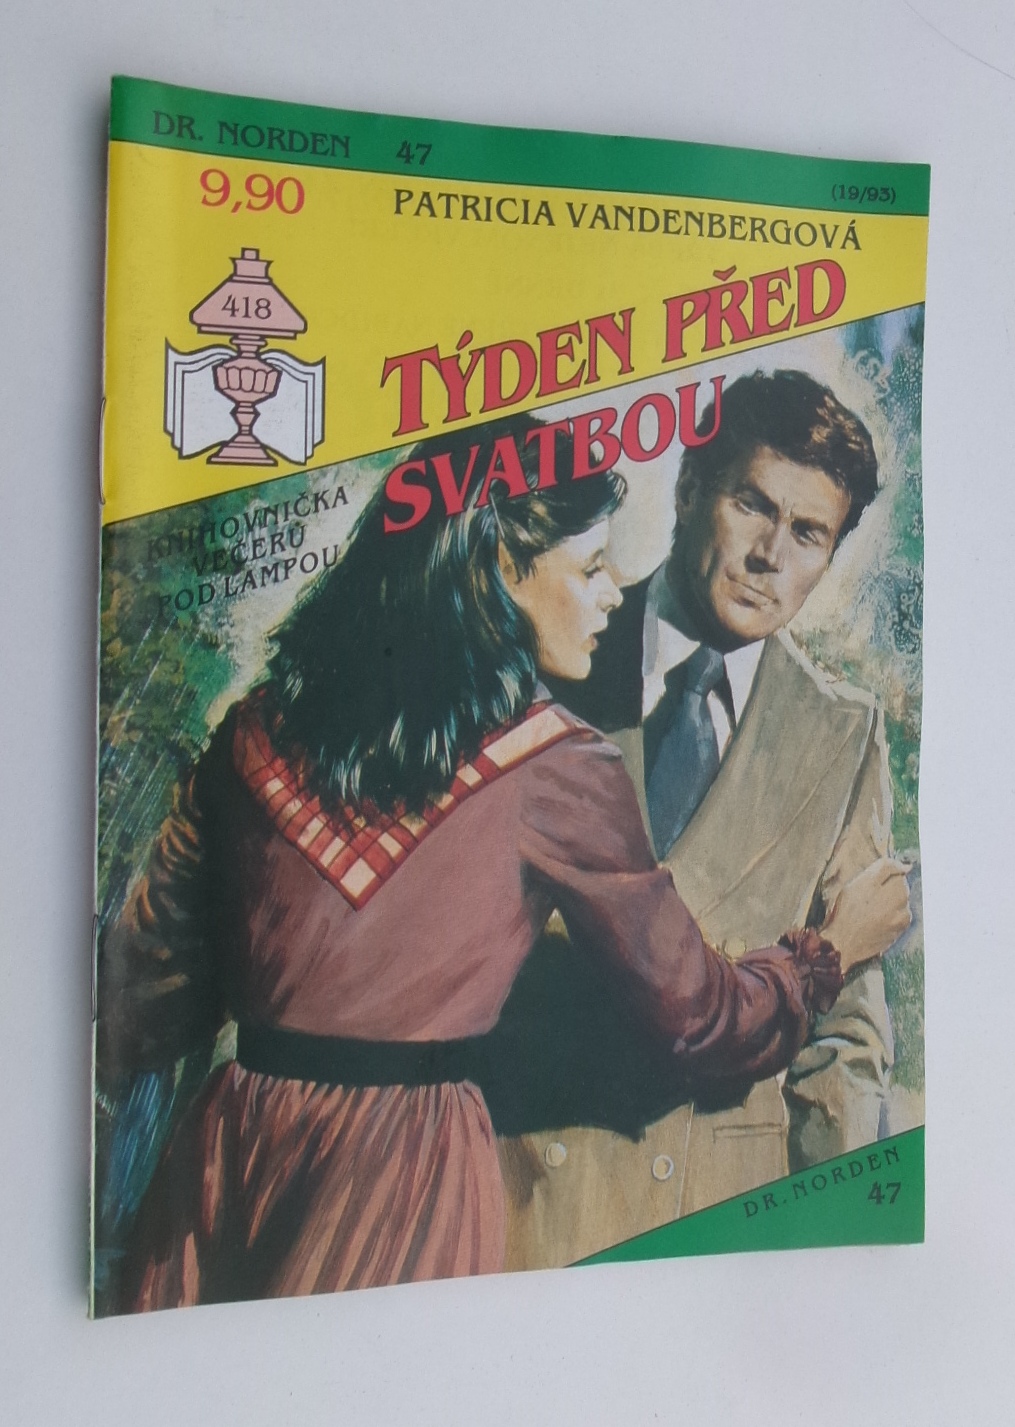 DR. NORDEN 47
(19/93)
9,90
PATRICIA VANDENBERGOVÁ
418
TÝDEN PŘED
SVATBOU
KNIHOVNIČKA
VEČERŮ
POD LAMPOU
DR. NORDEN
47